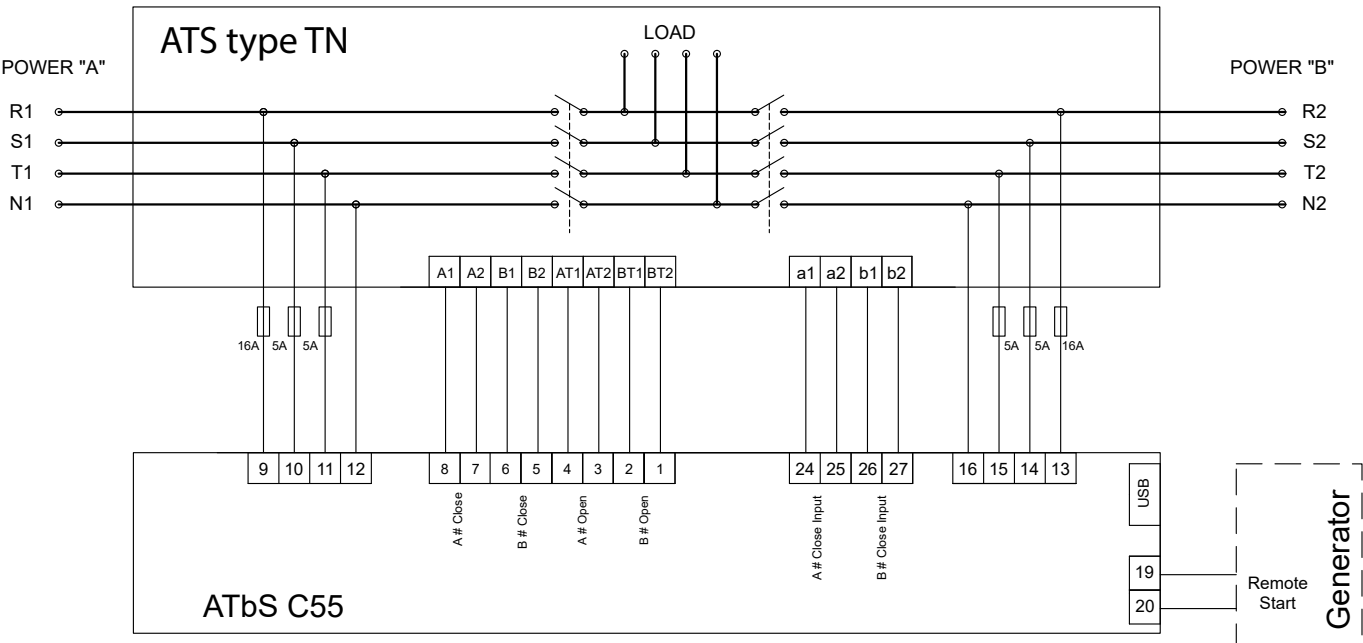 ATS type TN
LOAD
POWER "A"
POWER "B"
R1
R2
S1
S2
T1
T2
N1
N2
A1 A2 B1 B2 AT1 AT2 BT1 BT2
a1 a2 b1 b2
16A 5A 5A
5A 5A 16A
9 10 11 12
8 7 6 5 4 3 2 1
24 25 26 27
16 15 14 13
A # Close
B # Close
A # Open
B # Open
A # Close Input
B # Close Input
USB
19
20
Remote
Start
Generator
ATbS C55